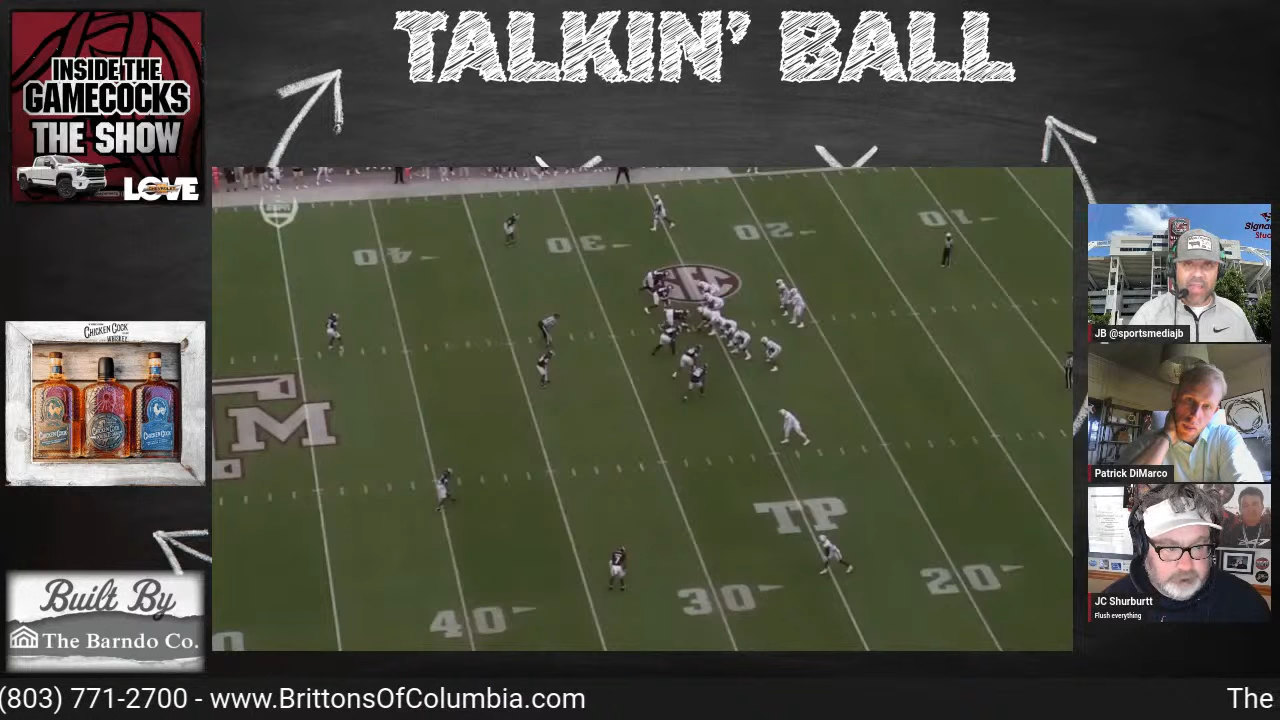 TALKIN' BALL
INSIDE THE
GAMECOCKS
THE SHOW
LOVE
CHICKEN COCK
WHISKEY
Built By
The Barndo Co.
40
30
20
10
SEC
M
TP
40
30
20
JB @sportsmediajb
Patrick DiMarco
JC Shurburtt
Flush everything
(803) 771-2700 - www.BrittonsOfColumbia.com
The